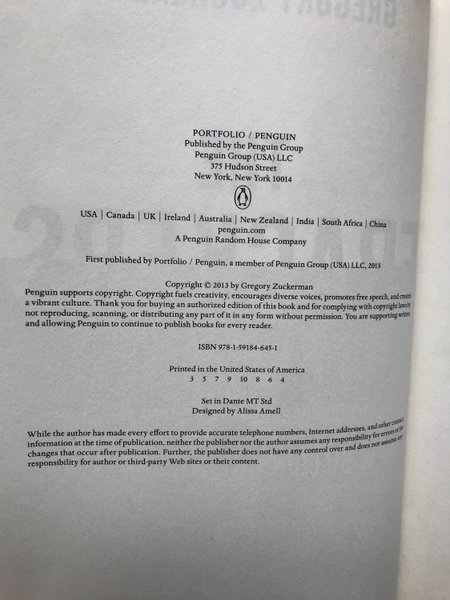 PORTFOLIO / PENGUIN
Published by the Penguin Group
Penguin Group (USA) LLC
375 Hudson Street
New York, New York 10014
USA | Canada | UK | Ireland | Australia | New Zealand | India | South Africa | China
penguin.com
A Penguin Random House Company
First published by Portfolio / Penguin, a member of Penguin Group (USA) LLC, 2013
Copyright © 2013 by Gregory Zuckerman
Penguin supports copyright. Copyright fuels creativity, encourages diverse voices, promotes free speech, and creates
a vibrant culture. Thank you for buying an authorized edition of this book and for complying with copyright laws by
not reproducing, scanning, or distributing any part of it in any form without permission. You are supporting writers
and allowing Penguin to continue to publish books for every reader.
ISBN 978-1-59184-645-1
Printed in the United States of America
3 5 7 9 10 8 6 4
Set in Dante MT Std
Designed by Alissa Amell
While the author has made every effort to provide accurate telephone numbers, Internet addresses, and other contact
information at the time of publication, neither the publisher nor the author assumes any responsibility for errors or for
changes that occur after publication. Further, the publisher does not have any control over and does not assume any
responsibility for author or third-party Web sites or their content.